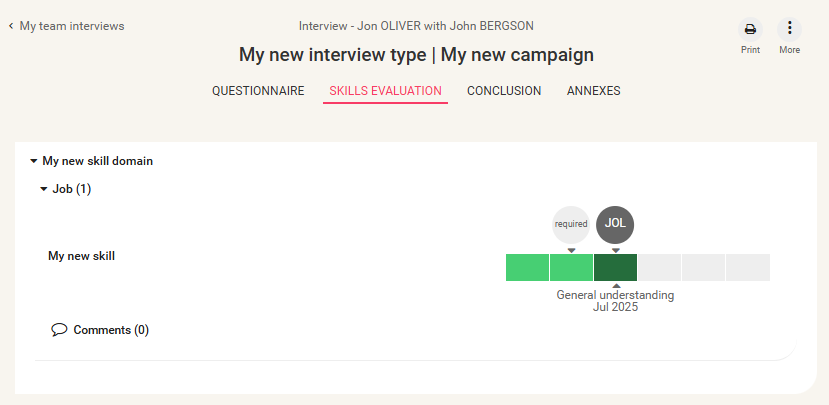 My team interviews
Interview - Jon OLIVER with John BERGSON
My new interview type | My new campaign
Print
More
QUESTIONNAIRE
SKILLS EVALUATION
CONCLUSION
ANNEXES
My new skill domain
Job (1)
required
JOL
My new skill
General understanding
Jul 2025
Comments (0)